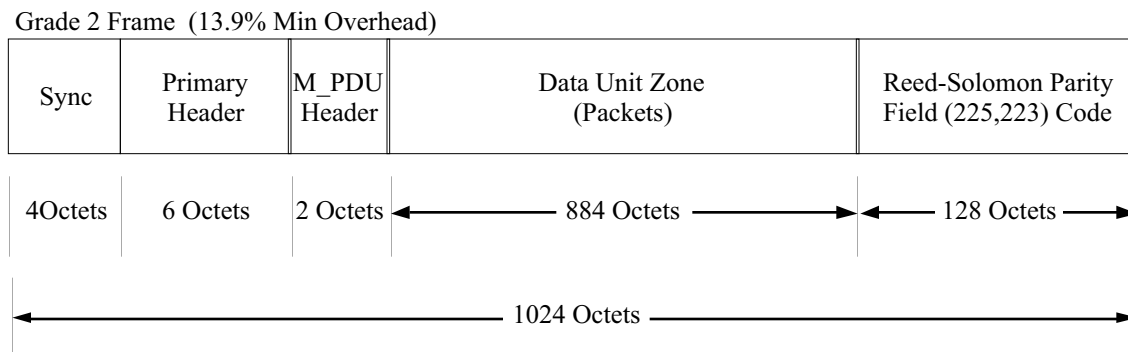 Grade 2 Frame (13.9% Min Overhead)
Sync
Primary
Header
M_PDU
Header
Data Unit Zone
(Packets)
Reed-Solomon Parity
Field (225,223) Code
4Octets
6 Octets
2 Octets
884 Octets
128 Octets
1024 Octets